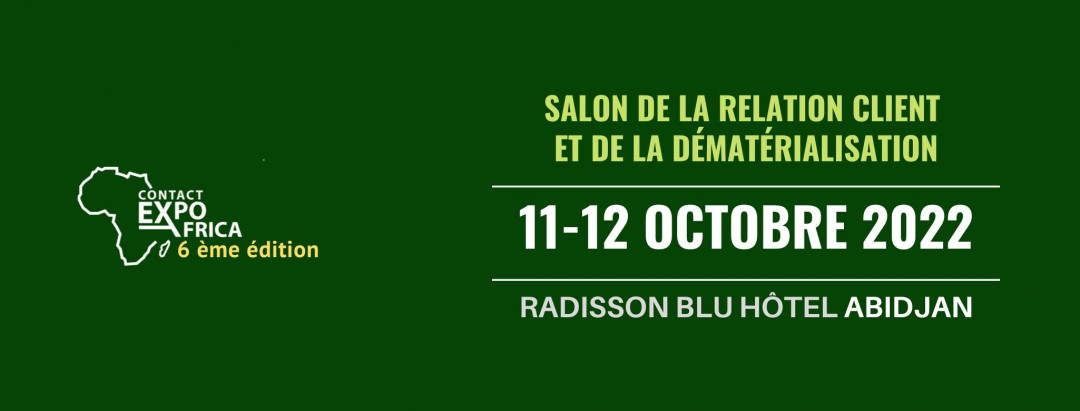 CONTACT
EXPO
AFRICA
6 ème édition
SALON DE LA RELATION CLIENT
ET DE LA DÉMATÉRIALISATION
11-12 OCTOBRE 2022
RADISSON BLU HÔTEL ABIDJAN